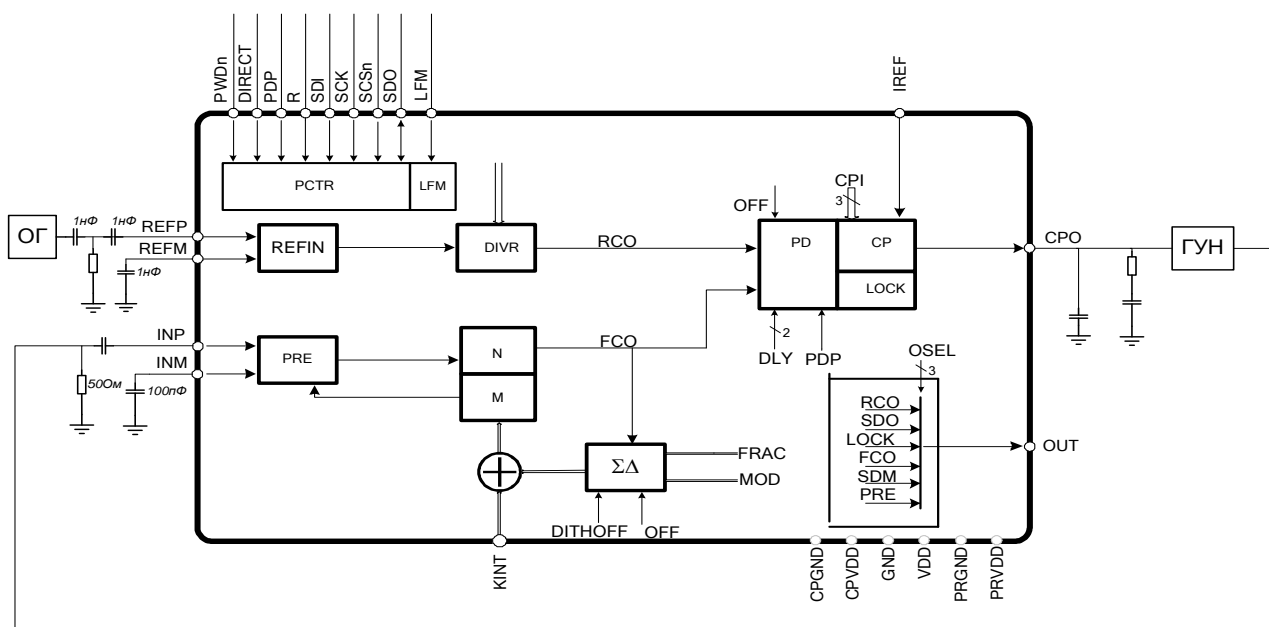 PWDn
DIRECT
PDP
R
SDI
SCK
SCSn
SDO
LFM
IREF
PCTR
LFM
CPI
3
OFF
1нФ
1нФ
REFP
ОГ
REFIN
DIVR
RCO
PD
CP
CPO
ГУН
REFM
1нФ
LOCK
INP
PRE
N
FCO
DLY
2
PDP
OSEL
3
INM
50Ом
100пФ
M
RCO
SDO
LOCK
OUT
FCO
SDM
PRE
ΣΔ
FRAC
MOD
DITHOFF
OFF
KINT
CPGND
CPVDD
GND
VDD
PRGND
PRVDD